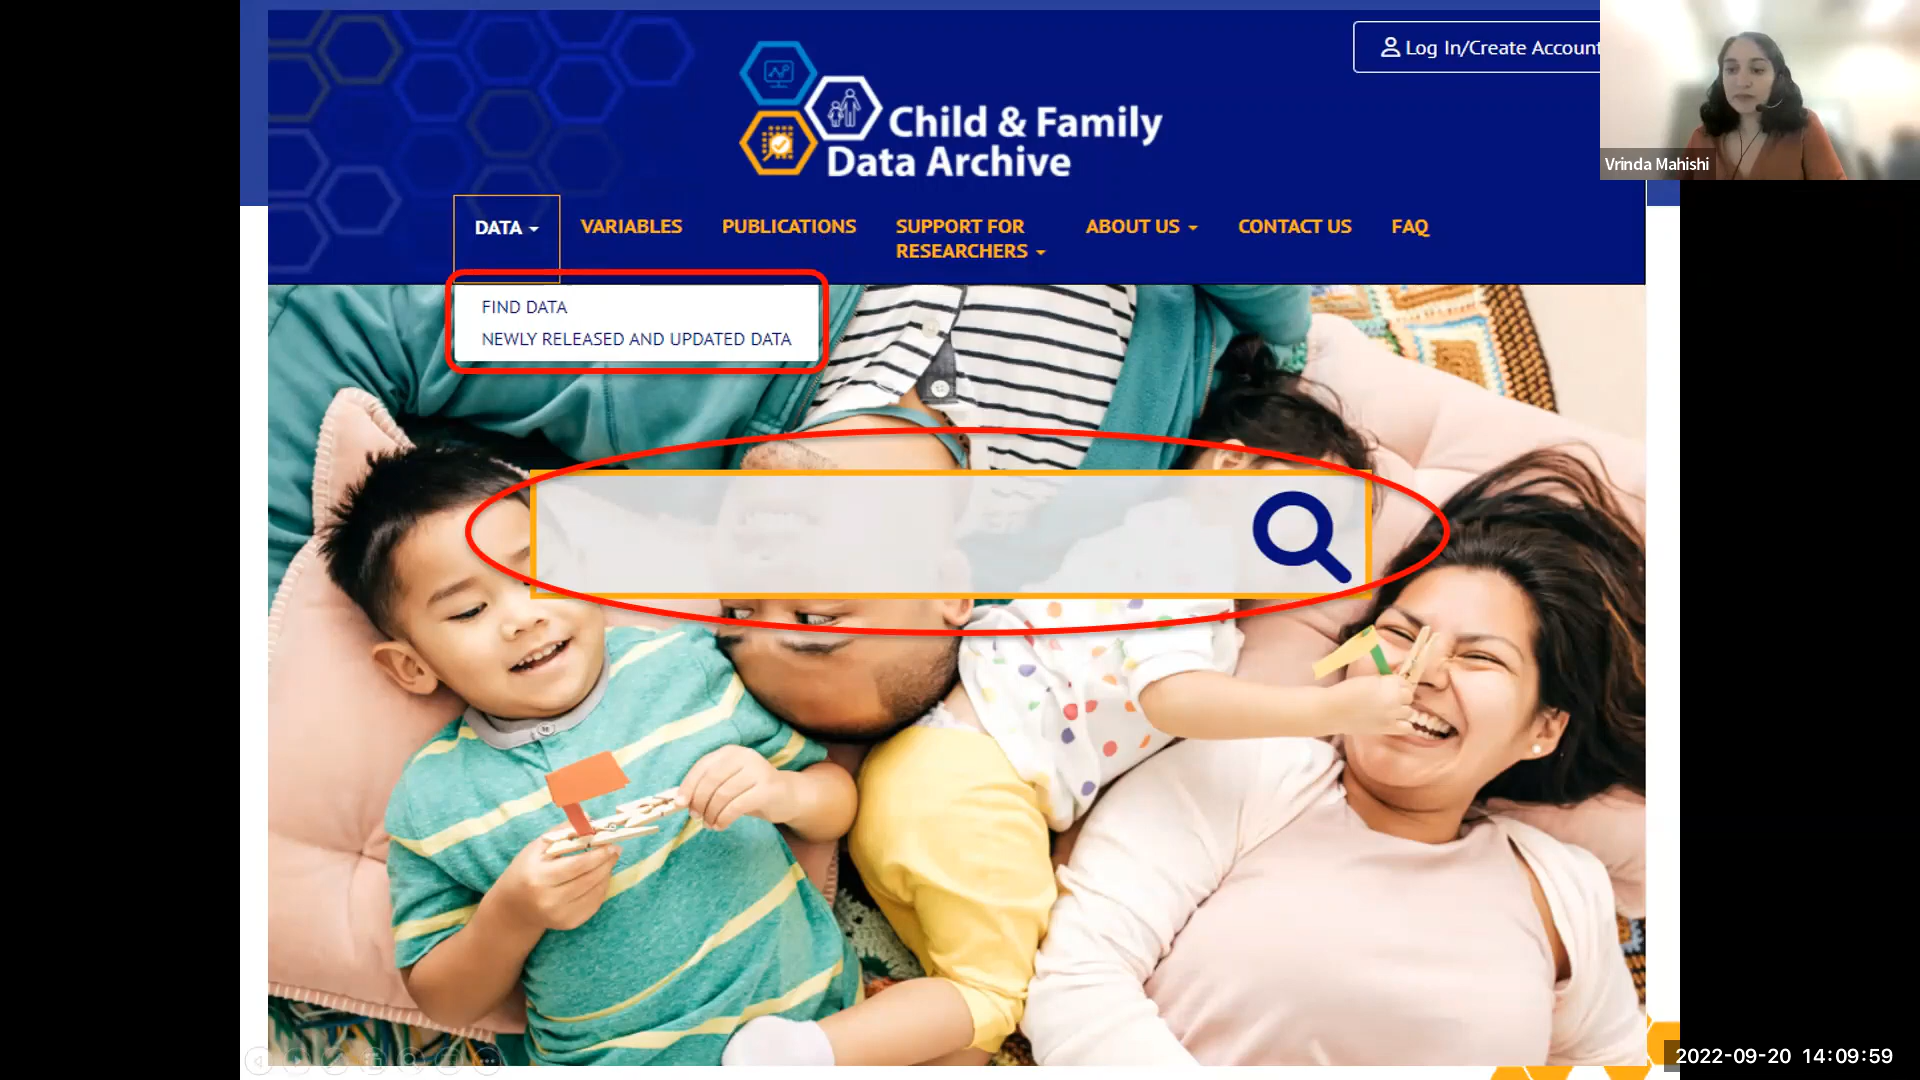 Log In/Create Account
Child & Family
Data Archive
Vrinda Mahishi
DATA
VARIABLES
PUBLICATIONS
SUPPORT FOR
RESEARCHERS
ABOUT US
CONTACT US
FAQ
FIND DATA
NEWLY RELEASED AND UPDATED DATA
2022-09-20 14:09:59